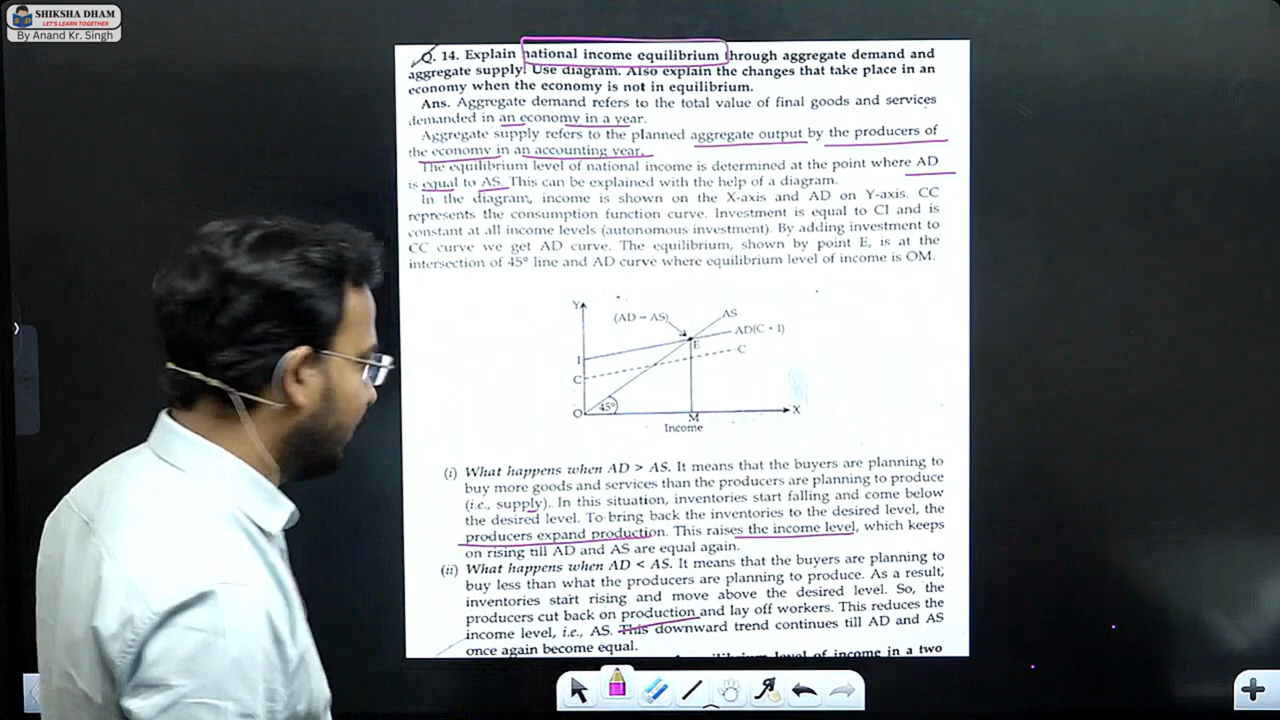 SHIKSHA DHAM
LET'S LEARN TOGETHER
By Anand Kr. Singh
Q. 14. Explain national income equilibrium through aggregate demand and
aggregate supply. Use diagram. Also explain the changes that take place in an
economy when the economy is not in equilibrium.
Ans. Aggregate demand refers to the total value of final goods and services
demanded in an economy in a year.
Aggregate supply refers to the planned aggregate output by the producers of
the economy in an accounting year.
The equilibrium level of national income is determined at the point where AD
is equal to AS. This can be explained with the help of a diagram.
In the diagram, income is shown on the X-axis and AD on Y-axis. CC
represents the consumption function curve. Investment is equal to CI and is
constant at all income levels (autonomous investment). By adding investment to
CC curve we get AD curve. The equilibrium, shown by point E, is at the
intersection of 45° line and AD curve where equilibrium level of income is OM.
Y
(AD = AS)
AS
AD(C + I)
E
C
I
C
O
45°
M
X
Income
(i) What happens when AD > AS. It means that the buyers are planning to
buy more goods and services than the producers are planning to produce
(i.e., supply). In this situation, inventories start falling and come below
the desired level. To bring back the inventories to the desired level, the
producers expand production. This raises the income level, which keeps
on rising till AD and AS are equal again.
(ii) What happens when AD < AS. It means that the buyers are planning to
buy less than what the producers are planning to produce. As a result,
inventories start rising and move above the desired level. So, the
producers cut back on production and lay off workers. This reduces the
income level, i.e., AS. This downward trend continues till AD and AS
once again become equal.
level of income in a two